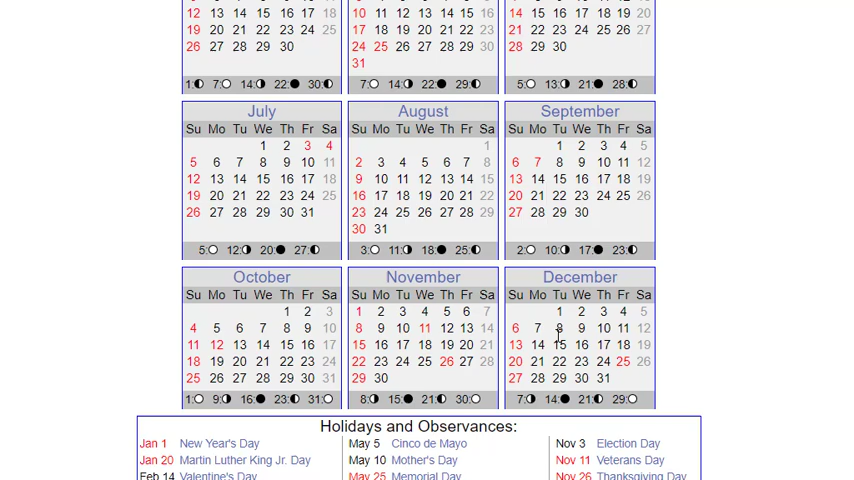 12 13 14 15 16 17 18
19 20 21 22 23 24 25
26 27 28 29 30
1: 7: 14: 22: 30:
10 11 12 13 14 15 16
17 18 19 20 21 22 23
24 25 26 27 28 29 30
31
7: 14: 22: 29:
14 15 16 17 18 19 20
21 22 23 24 25 26 27
28 29 30
5: 13: 21: 28:
July
Su Mo Tu We Th Fr Sa
1 2 3 4
5 6 7 8 9 10 11
12 13 14 15 16 17 18
19 20 21 22 23 24 25
26 27 28 29 30 31
5: 12: 20: 27:
August
Su Mo Tu We Th Fr Sa
1
2 3 4 5 6 7 8
9 10 11 12 13 14 15
16 17 18 19 20 21 22
23 24 25 26 27 28 29
30 31
3: 11: 18: 25:
September
Su Mo Tu We Th Fr Sa
1 2 3 4 5
6 7 8 9 10 11 12
13 14 15 16 17 18 19
20 21 22 23 24 25 26
27 28 29 30
2: 10: 17: 23:
October
Su Mo Tu We Th Fr Sa
1 2 3
4 5 6 7 8 9 10
11 12 13 14 15 16 17
18 19 20 21 22 23 24
25 26 27 28 29 30 31
1: 9: 16: 23: 31:
November
Su Mo Tu We Th Fr Sa
1 2 3 4 5 6 7
8 9 10 11 12 13 14
15 16 17 18 19 20 21
22 23 24 25 26 27 28
29 30
8: 15: 21: 30:
December
Su Mo Tu We Th Fr Sa
1 2 3 4 5
6 7 8 9 10 11 12
13 14 15 16 17 18 19
20 21 22 23 24 25 26
27 28 29 30 31
7: 14: 21: 29:
Holidays and Observances:
Jan 1 New Year's Day
Jan 20 Martin Luther King Jr. Day
Feb 14 Valentine's Day
May 5 Cinco de Mayo
May 10 Mother's Day
May 25 Memorial Day
Nov 3 Election Day
Nov 11 Veterans Day
Nov 26 Thanksgiving Day